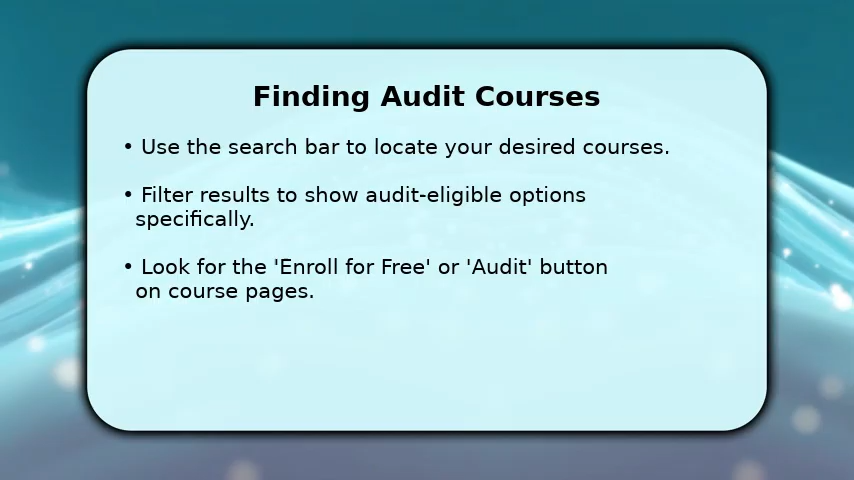 Finding Audit Courses
• Use the search bar to locate your desired courses.
• Filter results to show audit-eligible options
specifically.
• Look for the 'Enroll for Free' or 'Audit' button
on course pages.